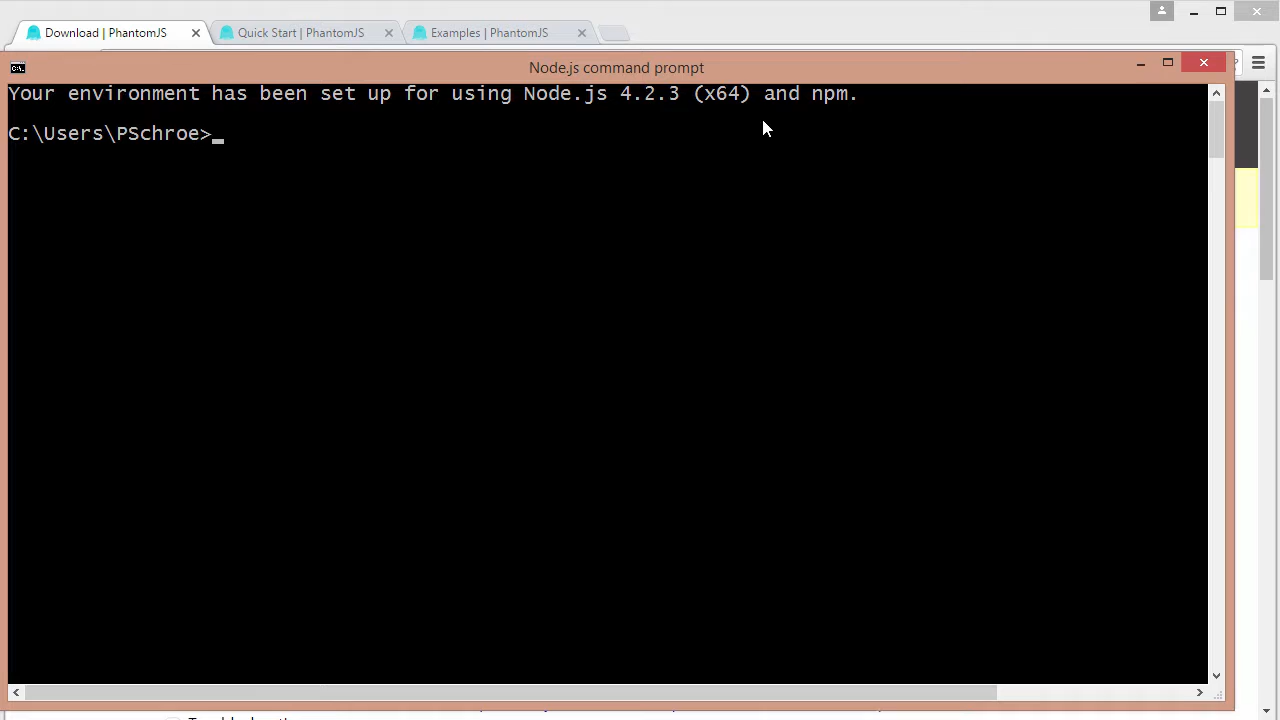 Download | PhantomJS
Quick Start | PhantomJS
Examples | PhantomJS
Node.js command prompt
Your environment has been set up for using Node.js 4.2.3 (x64) and npm.
C:\Users\PSchroe>